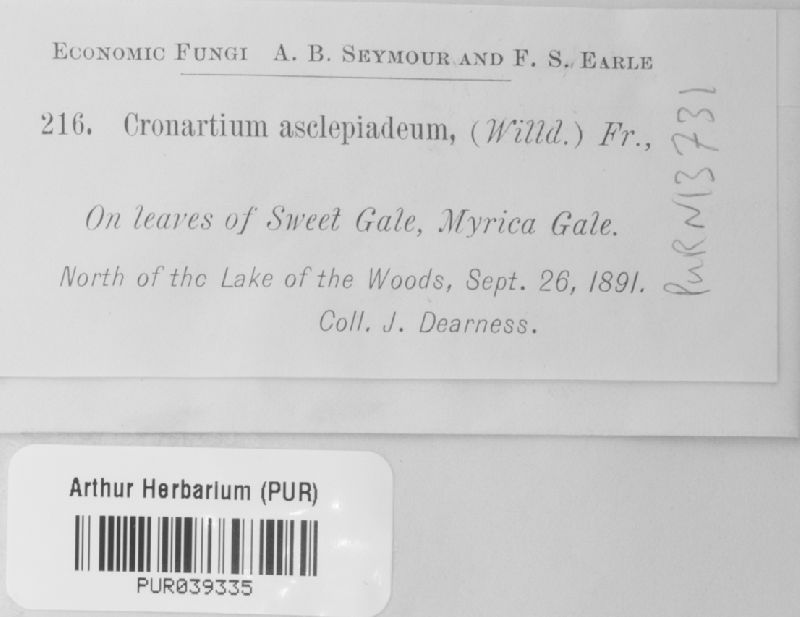 Economic Fungi A. B. Seymour and F. S. Earle
216. Cronartium asclepiadeum, (Willd.) Fr.,
On leaves of Sweet Gale, Myrica Gale.
North of the Lake of the Woods, Sept. 26, 1891.
Coll. J. Dearness.
PUR N13731
Arthur Herbarium (PUR)
PUR039335